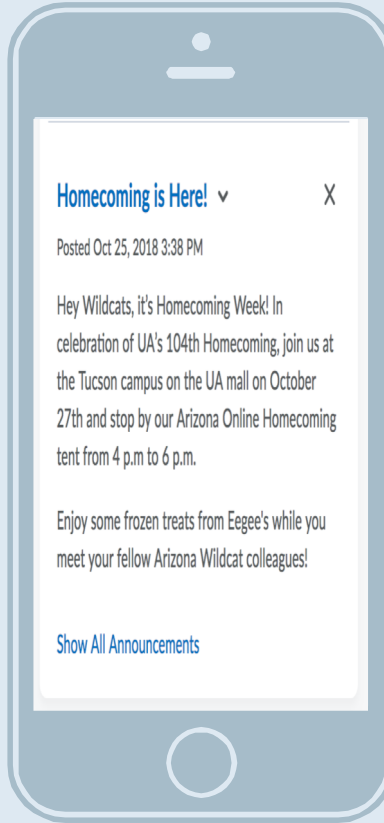 Homecoming is Here!
Posted Oct 25, 2018 3:38 PM
Hey Wildcats, it's Homecoming Week! In
celebration of UA's 104th Homecoming, join us at
the Tucson campus on the UA mall on October
27th and stop by our Arizona Online Homecoming
tent from 4 p.m to 6 p.m.
Enjoy some frozen treats from Eegee's while you
meet your fellow Arizona Wildcat colleagues!
Show All Announcements